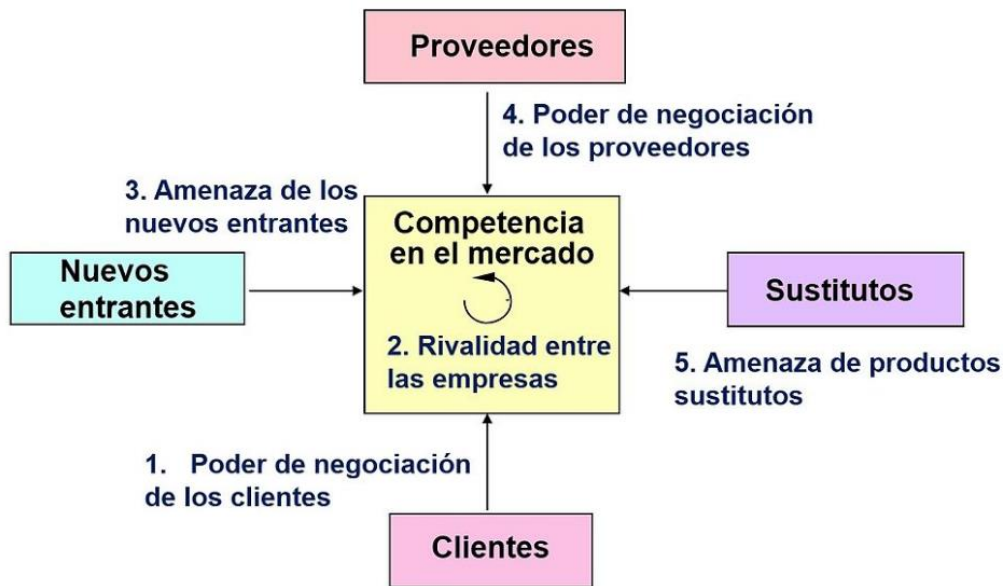 Proveedores
4. Poder de negociación
de los proveedores
3. Amenaza de los
nuevos entrantes
Competencia
en el mercado
Nuevos
entrantes
Sustitutos
2. Rivalidad entre
las empresas
5. Amenaza de productos
sustitutos
1. Poder de negociación
de los clientes
Clientes